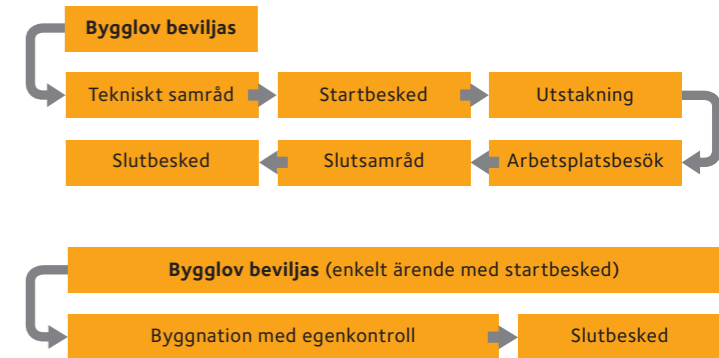 Bygglov beviljas
Tekniskt samråd
Startbesked
Utstakning
Arbetsplatsbesök
Slutsamråd
Slutbesked
Bygglov beviljas (enkelt ärende med startbesked)
Byggnation med egenkontroll
Slutbesked